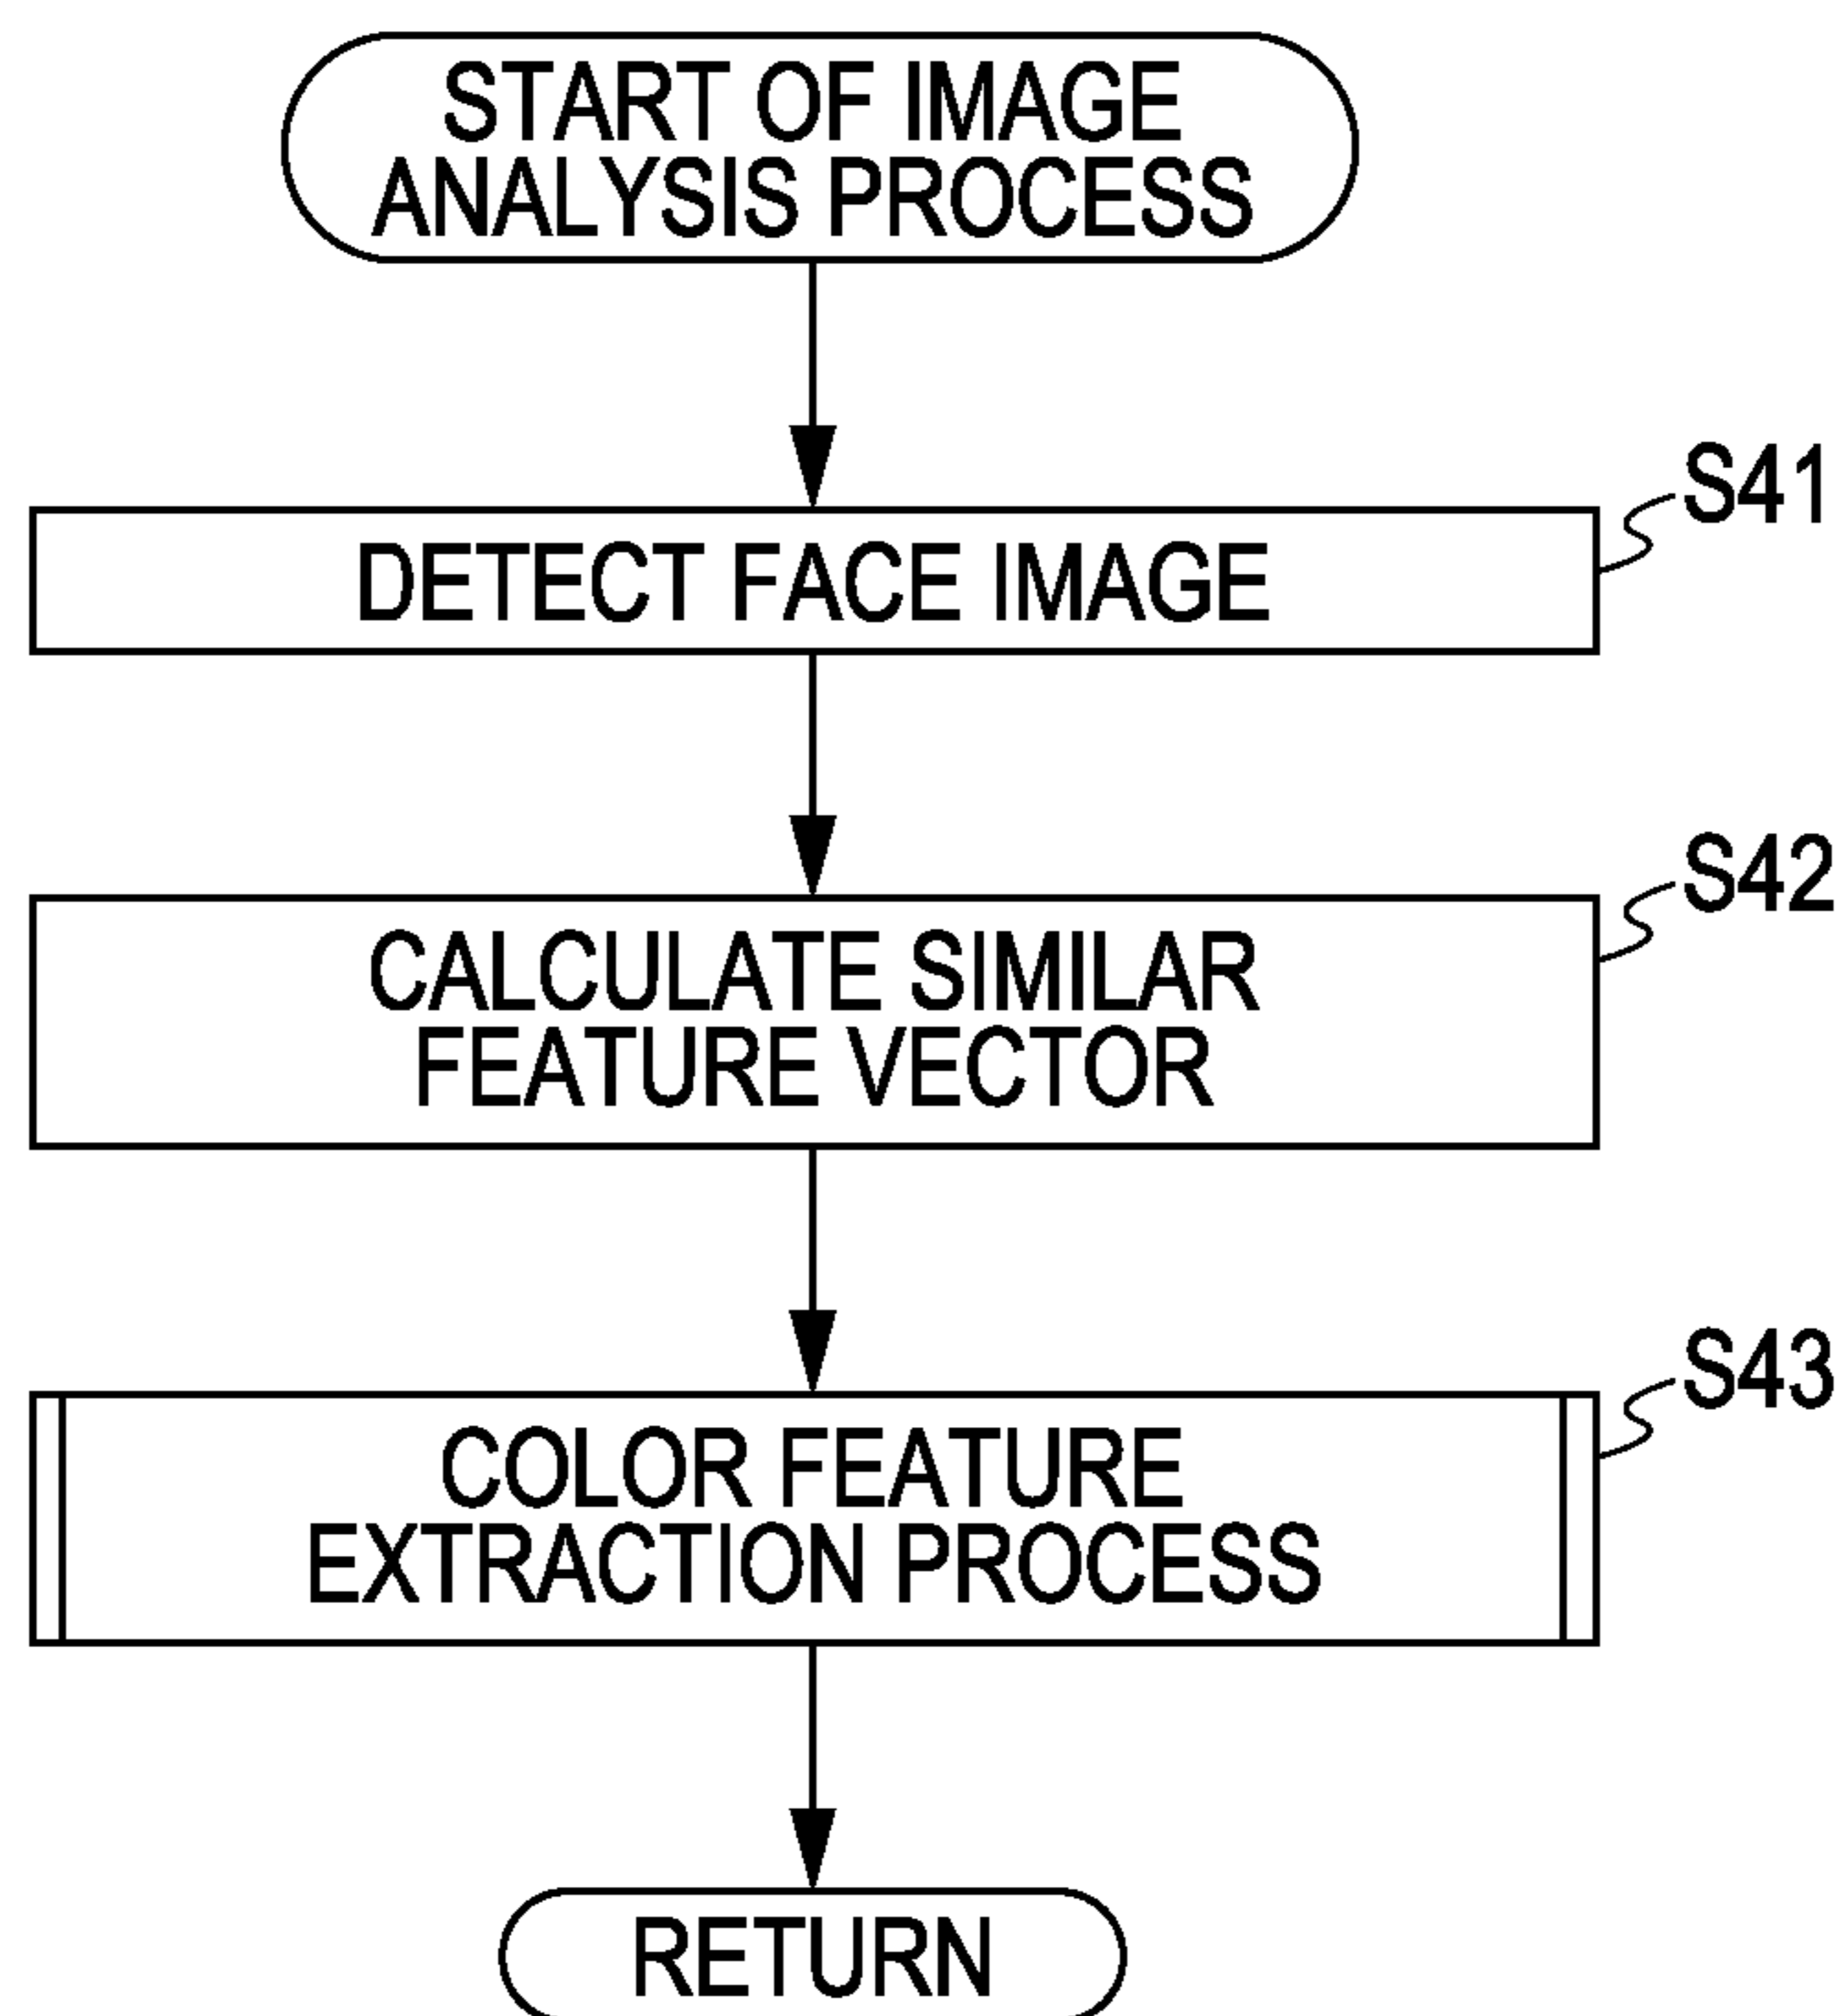 START OF IMAGE
ANALYSIS PROCESS
S41
DETECT FACE IMAGE
S42
CALCULATE SIMILAR
FEATURE VECTOR
S43
COLOR FEATURE
EXTRACTION PROCESS
RETURN